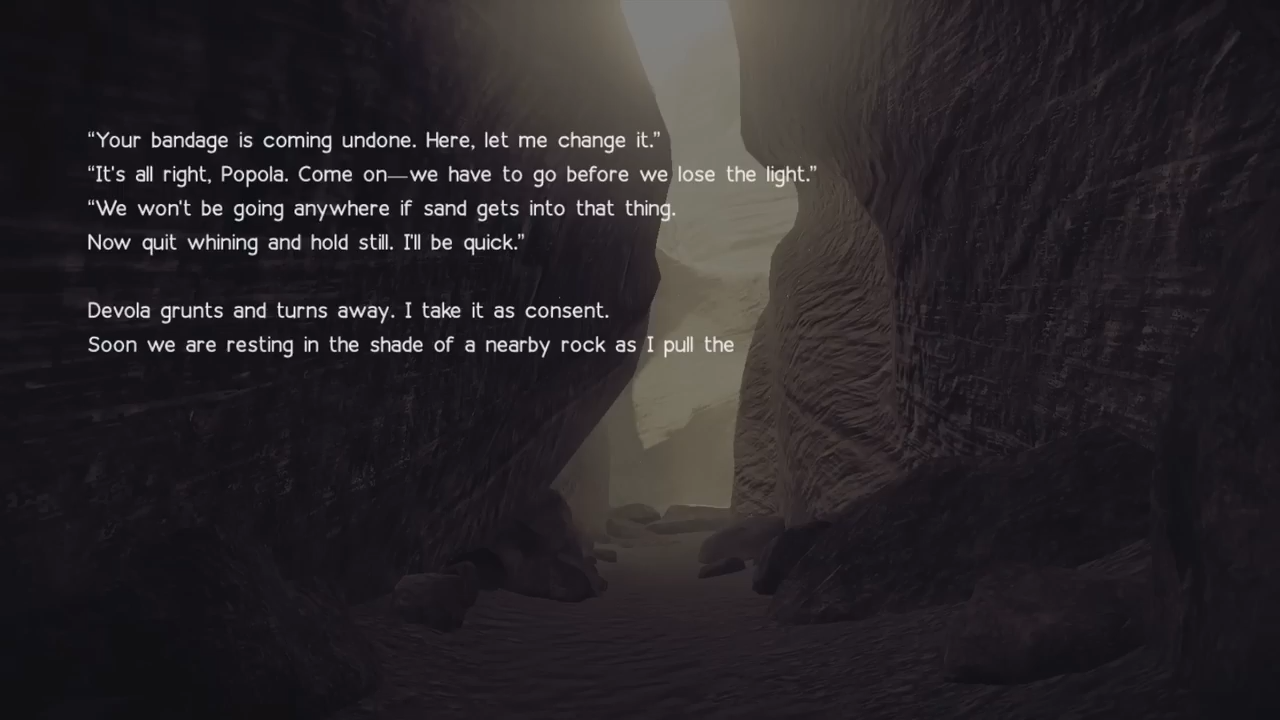 “Your bandage is coming undone. Here, let me change it.”
“It's all right, Popola. Come on—we have to go before we lose the light.”
“We won't be going anywhere if sand gets into that thing.
Now quit whining and hold still. I'll be quick.”
Devola grunts and turns away. I take it as consent.
Soon we are resting in the shade of a nearby rock as I pull the